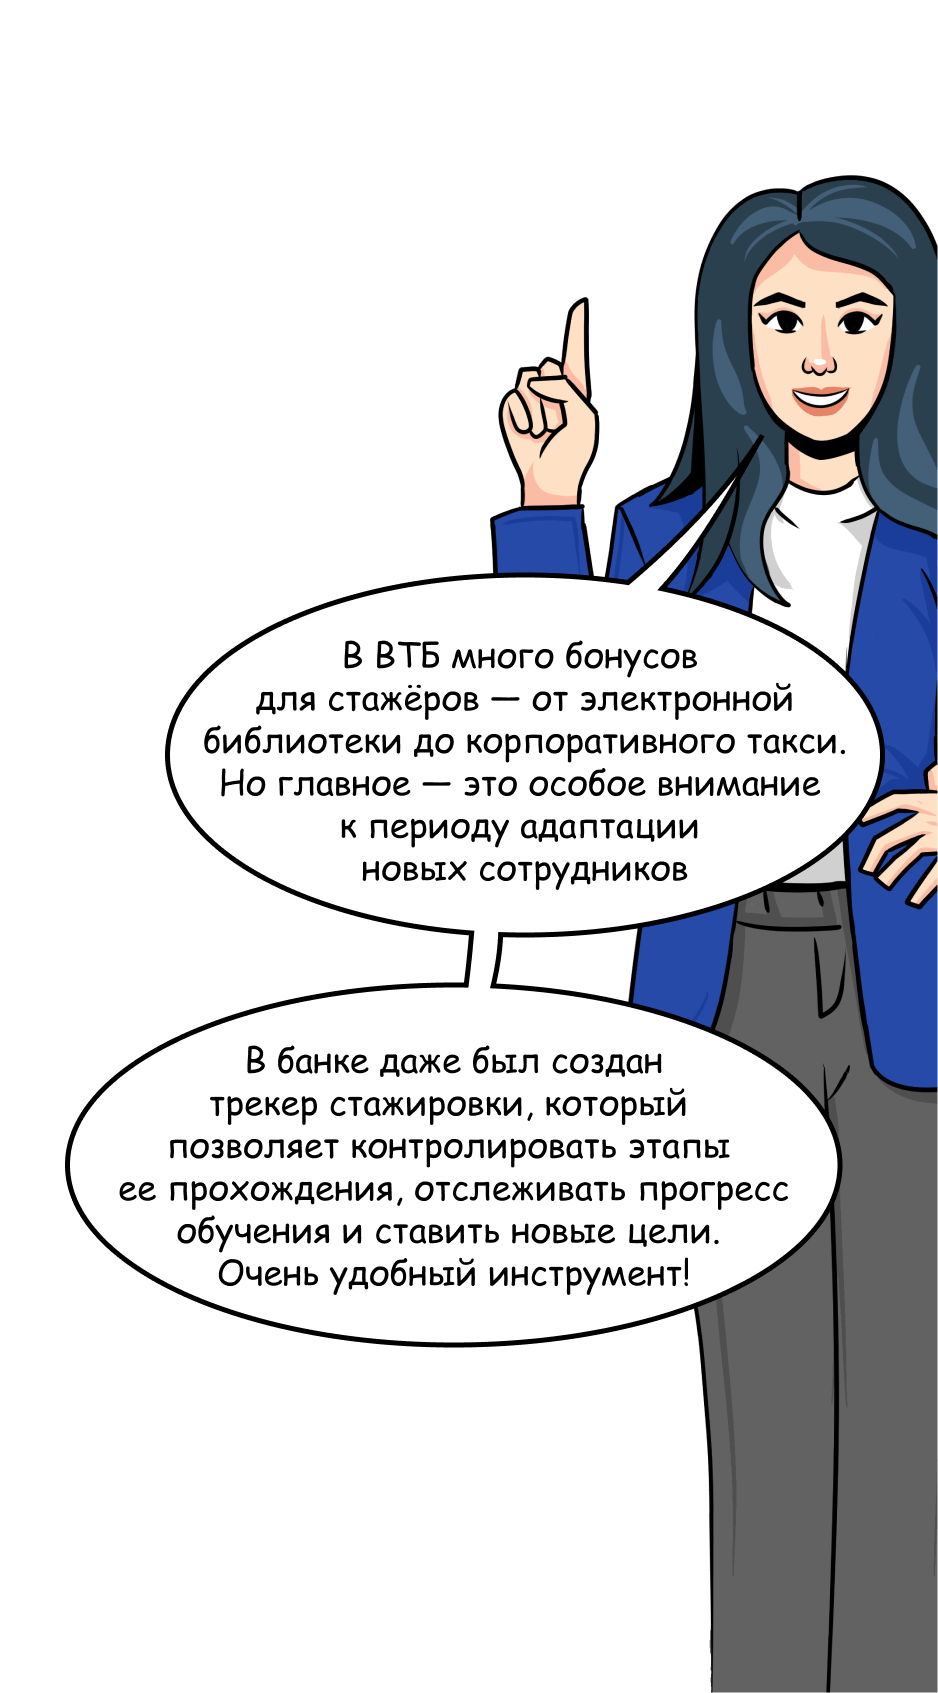 В ВТБ много бонусов
для стажёров — от электронной
библиотеки до корпоративного такси.
Но главное — это особое внимание
к периоду адаптации
новых сотрудников
В банке даже был создан
трекер стажировки, который
позволяет контролировать этапы
ее прохождения, отслеживать прогресс
обучения и ставить новые цели.
Очень удобный инструмент!